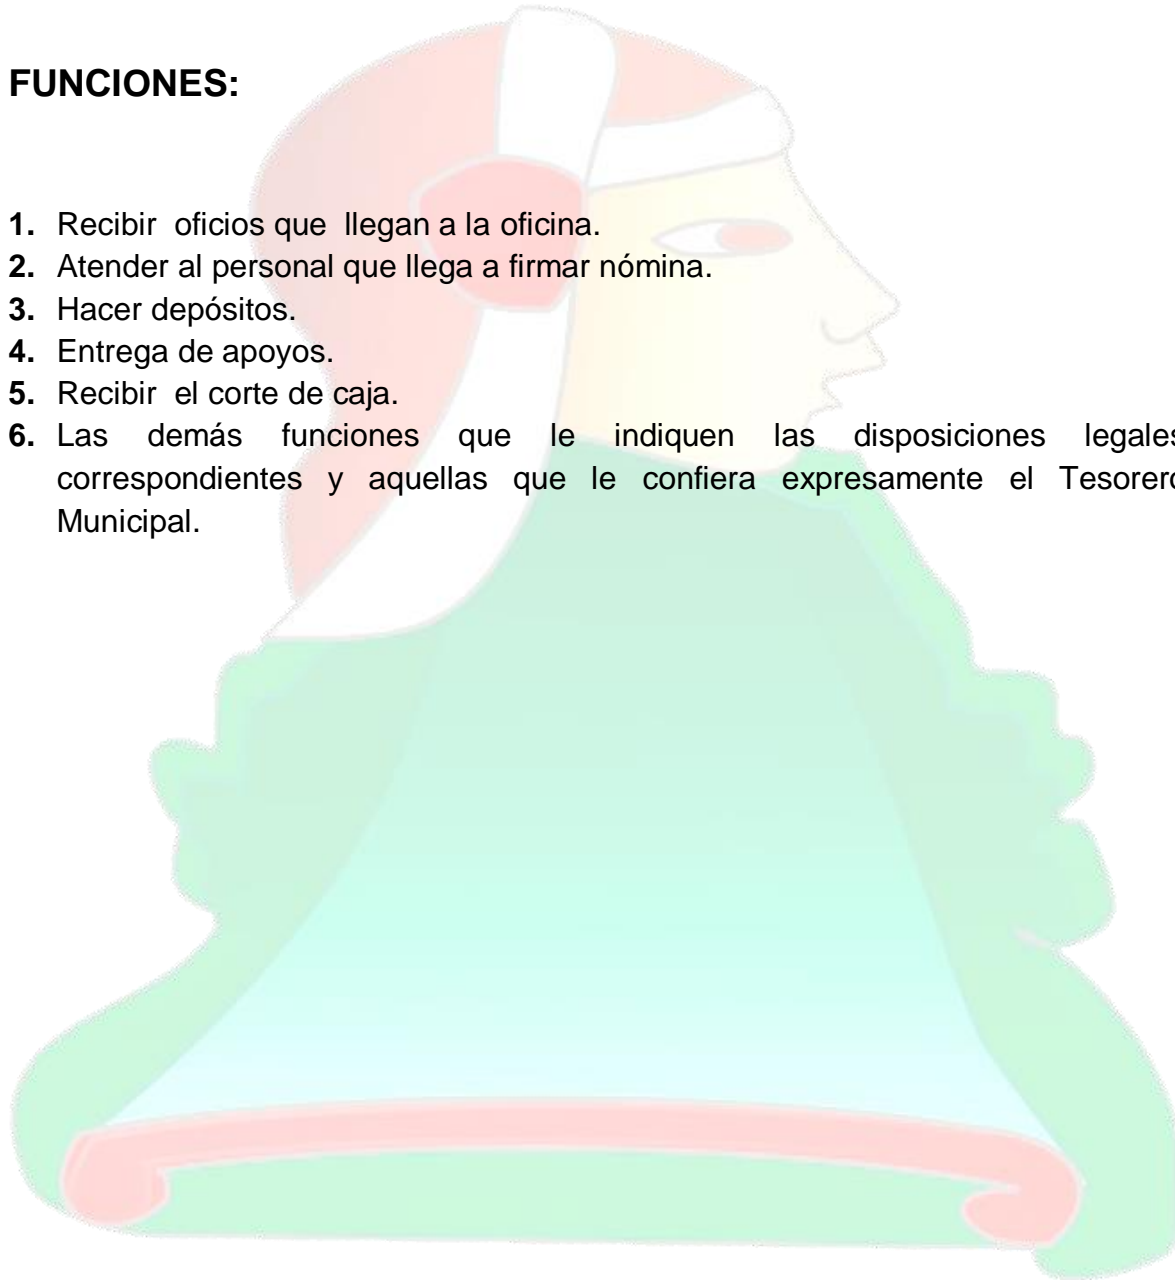 FUNCIONES:
1. Recibir oficios que llegan a la oficina.
2. Atender al personal que llega a firmar nómina.
3. Hacer depósitos.
4. Entrega de apoyos.
5. Recibir el corte de caja.
6. Las demás funciones que le indiquen las disposiciones legales
correspondientes y aquellas que le confiera expresamente el Tesorero
Municipal.